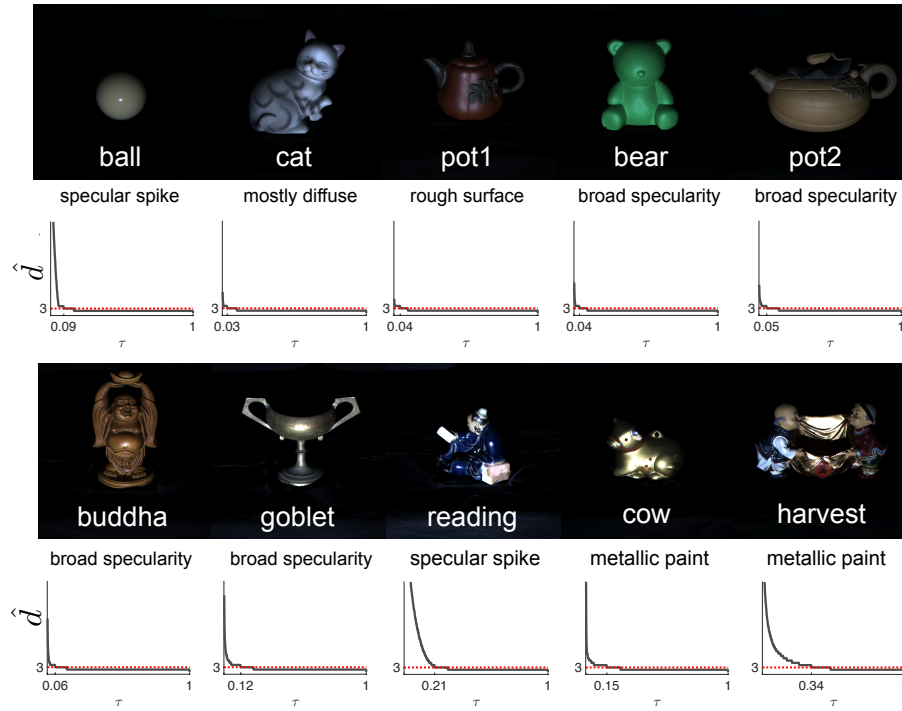 ball cat pot1 bear pot2
specular spike mostly diffuse rough surface broad specularity broad specularity
d̂
3 3 3 3 3
0.09 1 0.03 1 0.04 1 0.04 1 0.05 1
τ τ τ τ τ
buddha goblet reading cow harvest
broad specularity broad specularity specular spike metallic paint metallic paint
d̂
3 3 3 3 3
0.06 1 0.12 1 0.21 1 0.15 1 0.34 1
τ τ τ τ τ